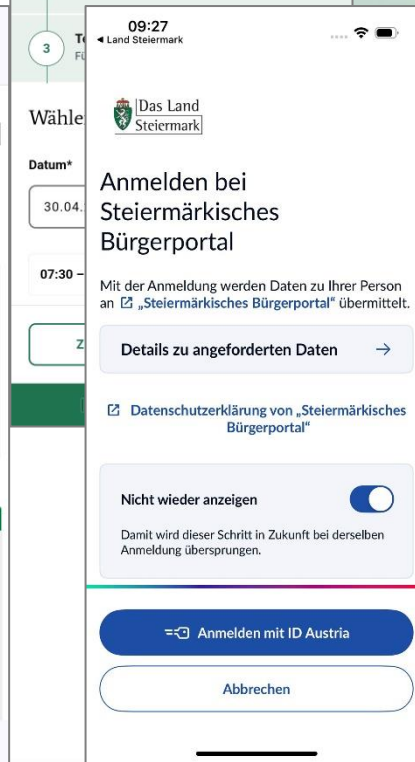 3
Wähle
Datum*
30.04.
07:30 –
09:27
◄ Land Steiermark
Das Land
Steiermark
Anmelden bei
Steiermärkisches
Bürgerportal
Mit der Anmeldung werden Daten zu Ihrer Person
an „Steiermärkisches Bürgerportal“ übermittelt.
Details zu angeforderten Daten →
Datenschutzerklärung von „Steiermärkisches
Bürgerportal“
Nicht wieder anzeigen
Damit wird dieser Schritt in Zukunft bei derselben
Anmeldung übersprungen.
Anmelden mit ID Austria
Abbrechen